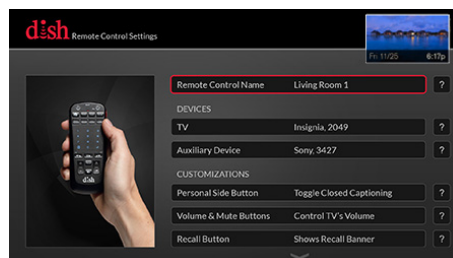 dish Remote Control Settings
Fri 11/25 6:17p
Remote Control Name Living Room 1 ?
DEVICES
TV Insignia, 2049 ?
Auxiliary Device Sony, 3427 ?
CUSTOMIZATIONS
Personal Side Button Toggle Closed Captioning ?
Volume & Mute Buttons Control TV's Volume ?
Recall Button Shows Recall Banner ?
dish